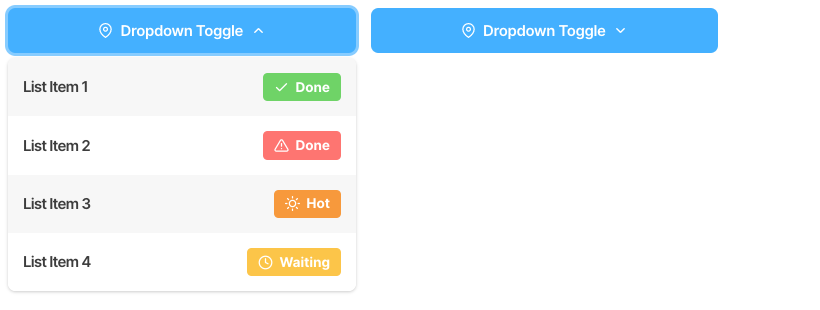 Dropdown Toggle
Dropdown Toggle
List Item 1 Done
List Item 2 Done
List Item 3 Hot
List Item 4 Waiting